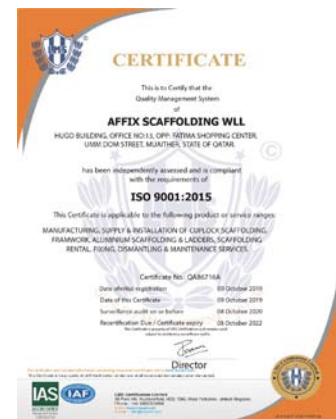 CERTIFICATE
This is to Certify that the
Quality Management System
of
AFFIX SCAFFOLDING WLL
HUGO BUILDING, OFFICE NO:13, OPP: FATIMA SHOPPING CENTER,
UMM DOM STREET, MUAITHER, STATE OF QATAR.
has been independently assessed and is compliant
with the requirements of
ISO 9001:2015
This Certificate is applicable to the following product or service ranges:
MANUFACTURING, SUPPLY & INSTALLATION OF CUPLOCK SCAFFOLDING,
FRAMWORK, ALUMINIUM SCAFFOLDING & LADDERS, SCAFFOLDING
RENTAL, FIXING, DISMANTLING & MAINTENANCE SERVICES.
Certificate No: QA86716A
Date of initial registration 09 October 2019
Date of this Certificate 09 October 2019
Surveillance audit on or before 08 October 2020
Recertification Due / Certificate expiry 08 October 2022
Director
IAS
IAF